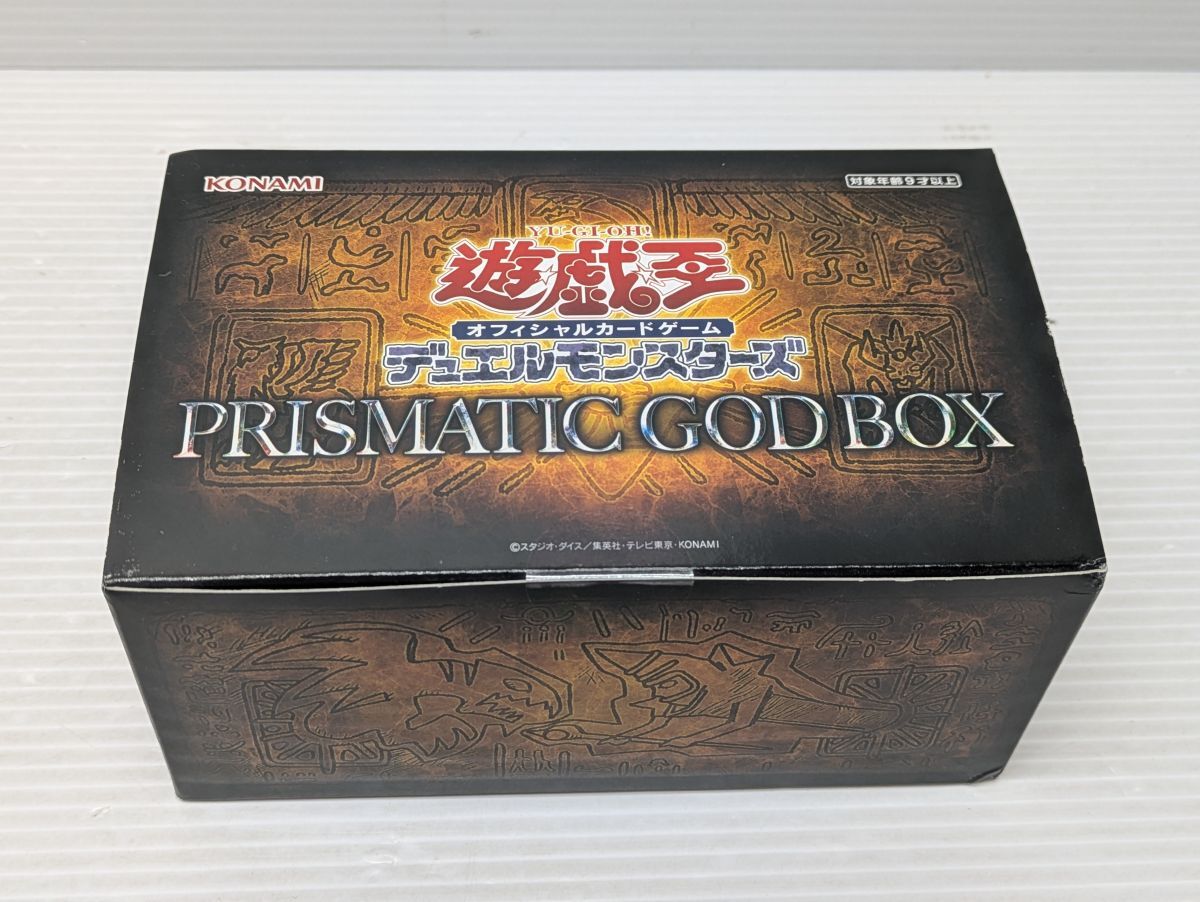 KONAMI
対象年齢9才以上
YU-GI-OH!
遊戯王
オフィシャルカードゲーム
デュエルモンスターズ
PRISMATIC GOD BOX
©スタジオ・ダイス／集英社・テレビ東京・KONAMI